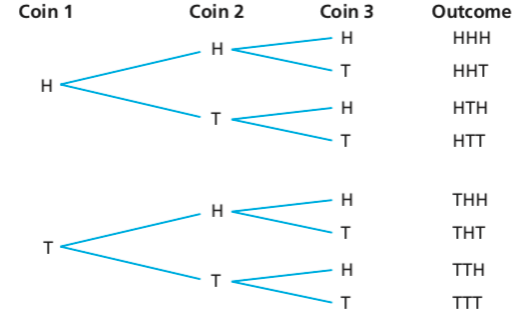 Coin 1 Coin 2 Coin 3 Outcome
H HHH
H
T HHT
H
H HTH
T
T HTT
H THH
H
T THT
T
H TTH
T
T TTT